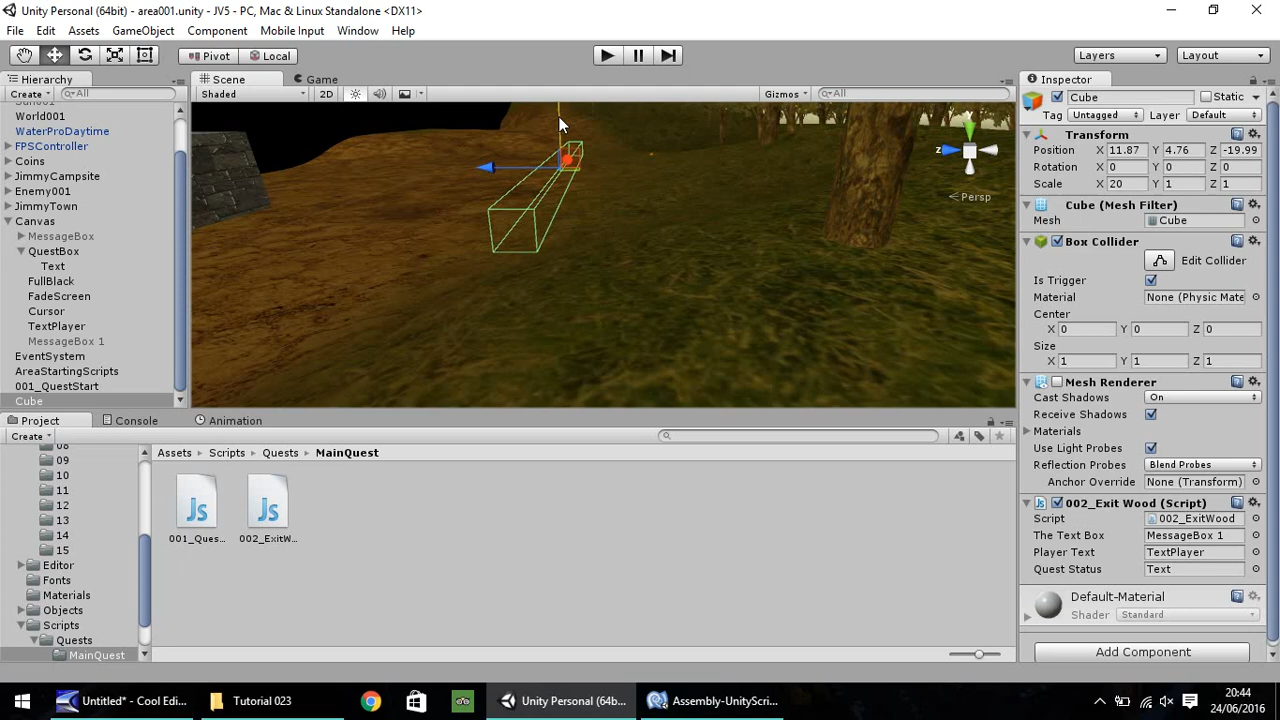 Unity Personal (64bit) - area001.unity - JV5 - PC, Mac & Linux Standalone <DX11>
File Edit Assets GameObject Component Mobile Input Window Help
Pivot Local Layers Layout
Hierarchy
Create All
World001
WaterProDaytime
FPSController
Coins
JimmyCampsite
Enemy001
JimmyTown
Canvas
MessageBox
QuestBox
Text
FullBlack
FadeScreen
Cursor
TextPlayer
MessageBox 1
EventSystem
AreaStartingScripts
001_QuestStart
Cube
Scene Game
Shaded 2D Gizmos All
y
z
Persp
Inspector
Cube Static
Tag Untagged Layer Default
Transform
Position X 11.87 Y 4.76 Z -19.99
Rotation X 0 Y 0 Z 0
Scale X 20 Y 1 Z 1
Cube (Mesh Filter)
Mesh Cube
Box Collider
Edit Collider
Is Trigger
Material None (Physic Mate
Center
X 0 Y 0 Z 0
Size
X 1 Y 1 Z 1
Mesh Renderer
Cast Shadows On
Receive Shadows
Materials
Use Light Probes
Reflection Probes Blend Probes
Anchor Override None (Transform)
002_Exit Wood (Script)
Script 002_ExitWood
The Text Box MessageBox 1
Player Text TextPlayer
Quest Status Text
Default-Material
Shader Standard
Add Component
Project Console Animation
Create
09
10
11
12
13
14
15
Editor
Fonts
Materials
Objects
Scripts
Quests
MainQuest
Assets Scripts Quests MainQuest
Js Js
001_Ques... 002_ExitW...
Untitled* - Cool Edi... Tutorial 023 Unity Personal (64b... Assembly-UnityScri...
20:44
24/06/2016